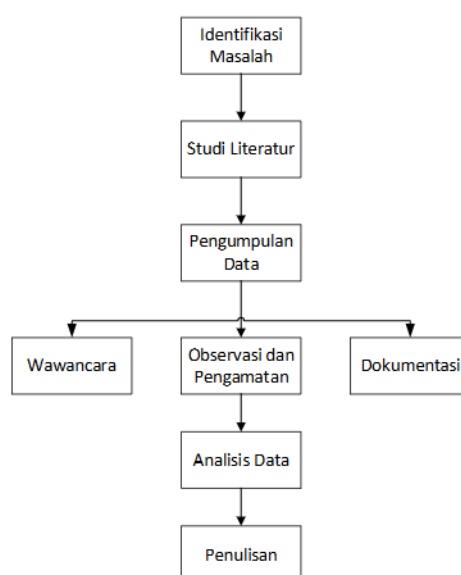 Identifikasi
Masalah
Studi Literatur
Pengumpulan
Data
Wawancara
Observasi dan
Pengamatan
Dokumentasi
Analisis Data
Penulisan